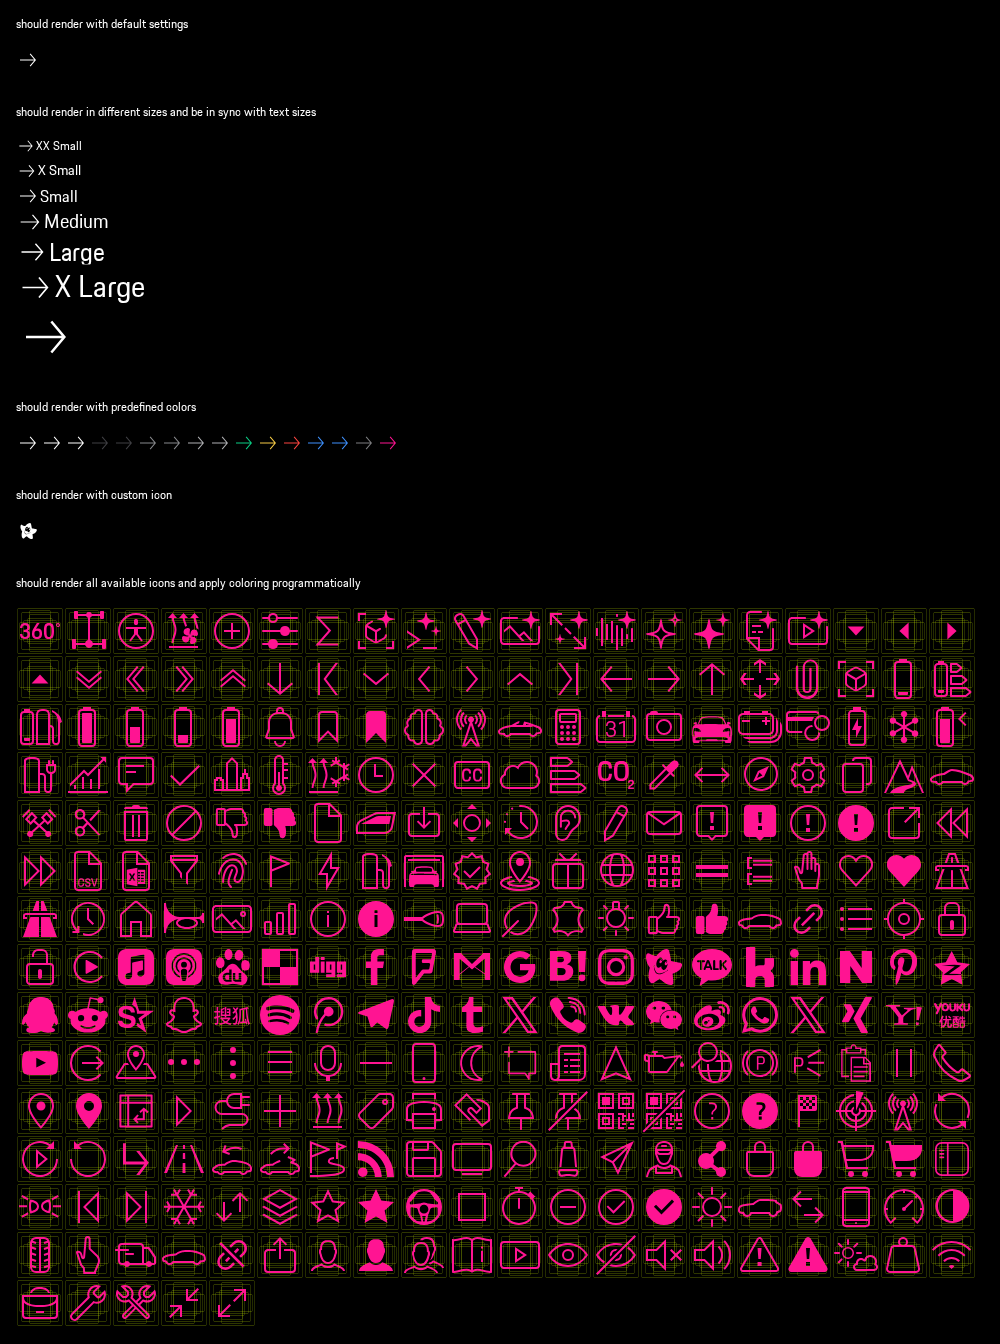 should render with default settings
should render in different sizes and be in sync with text sizes
XX Small
X Small
Small
Medium
Large
X Large
should render with predefined colors
should render with custom icon
should render all available icons and apply coloring programmatically
360°
31
CC
CO2
CSV
X
i
i
du
digg
B!
TALK
in
N
S
搜狐
t
X
X
Y!
YOUKU
优酷
P
P
?
?